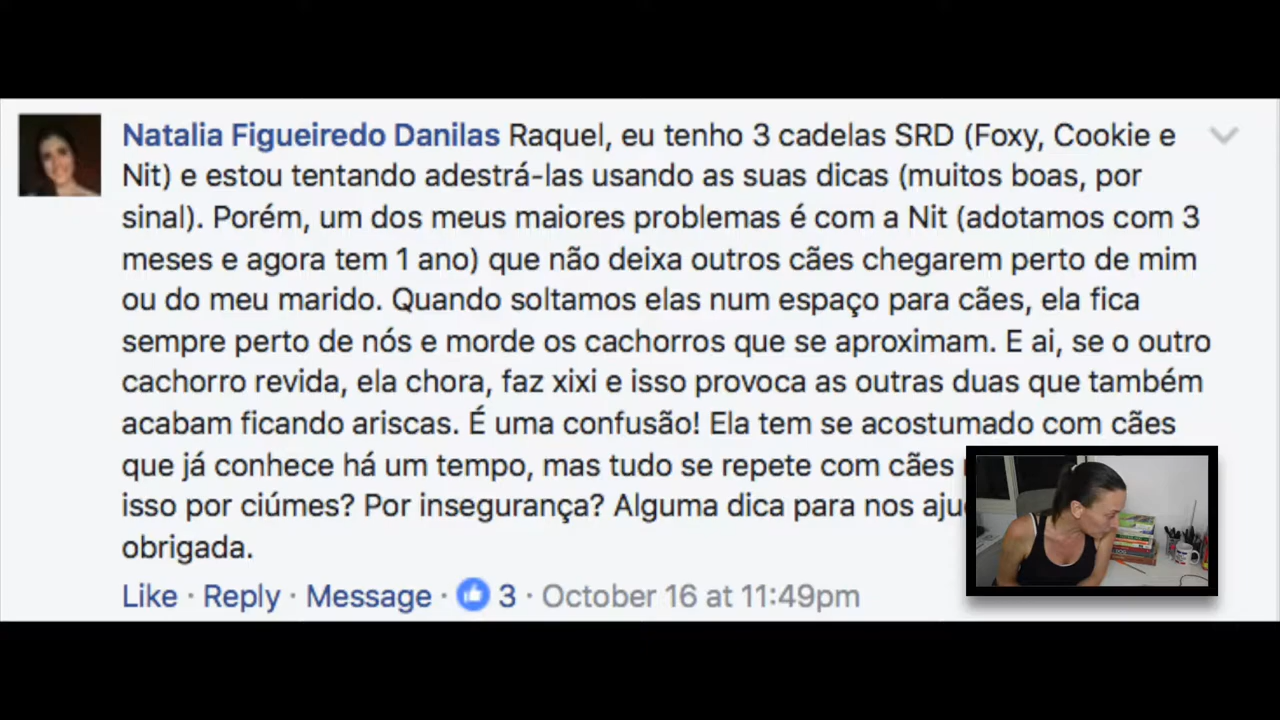 Natalia Figueiredo Danilas Raquel, eu tenho 3 cadelas SRD (Foxy, Cookie e
Nit) e estou tentando adestrá-las usando as suas dicas (muitos boas, por
sinal). Porém, um dos meus maiores problemas é com a Nit (adotamos com 3
meses e agora tem 1 ano) que não deixa outros cães chegarem perto de mim
ou do meu marido. Quando soltamos elas num espaço para cães, ela fica
sempre perto de nós e morde os cachorros que se aproximam. E ai, se o outro
cachorro revida, ela chora, faz xixi e isso provoca as outras duas que também
acabam ficando ariscas. É uma confusão! Ela tem se acostumado com cães
que já conhece há um tempo, mas tudo se repete com cães
isso por ciúmes? Por insegurança? Alguma dica para nos
obrigada.
Like · Reply · Message · 3 · October 16 at 11:49pm